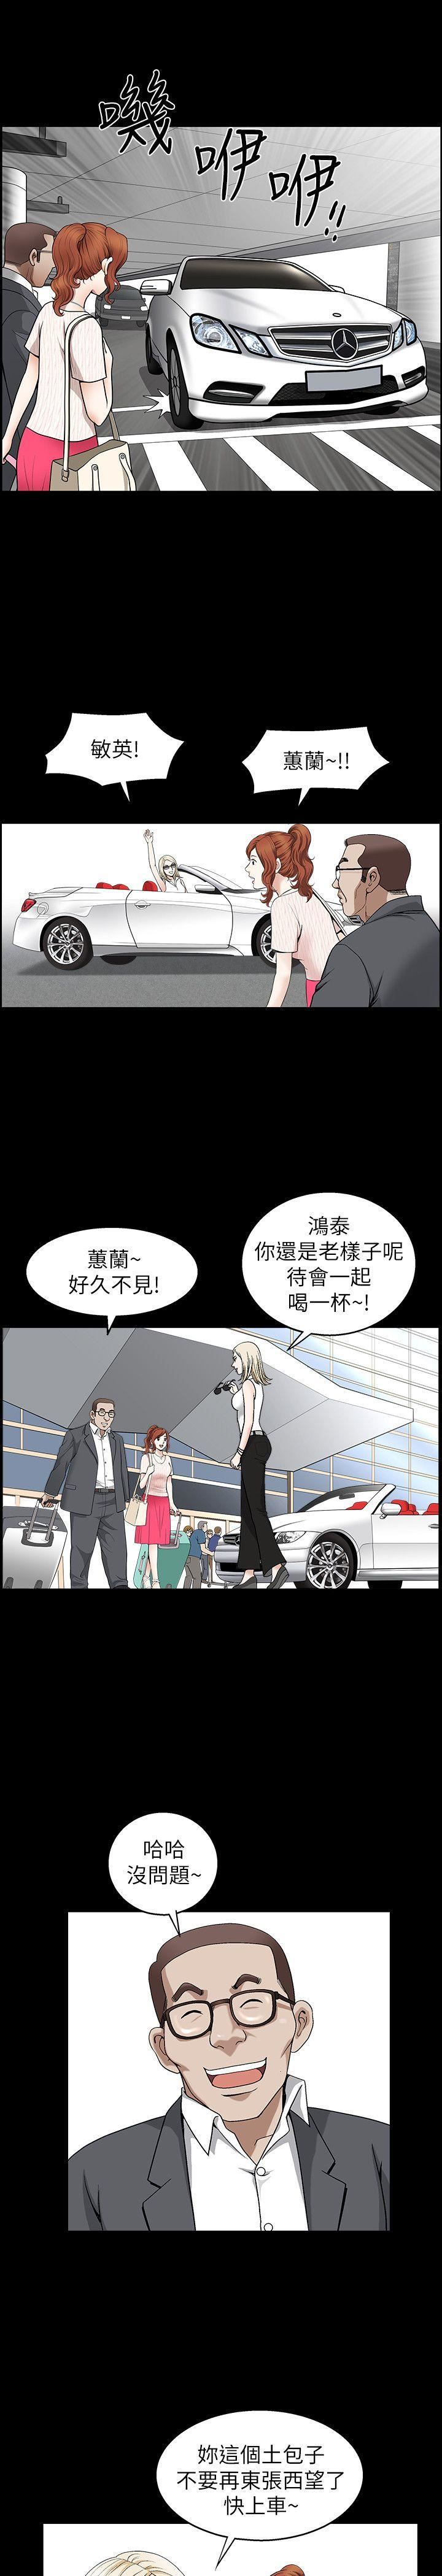 嘰
咿咿!!
敏英!
蕙蘭~!!
蕙蘭~
好久不見!
鴻泰
你還是老樣子呢
待會一起
喝一杯~!
哈哈
沒問題~
妳這個土包子
不要再東張西望了
快上車~